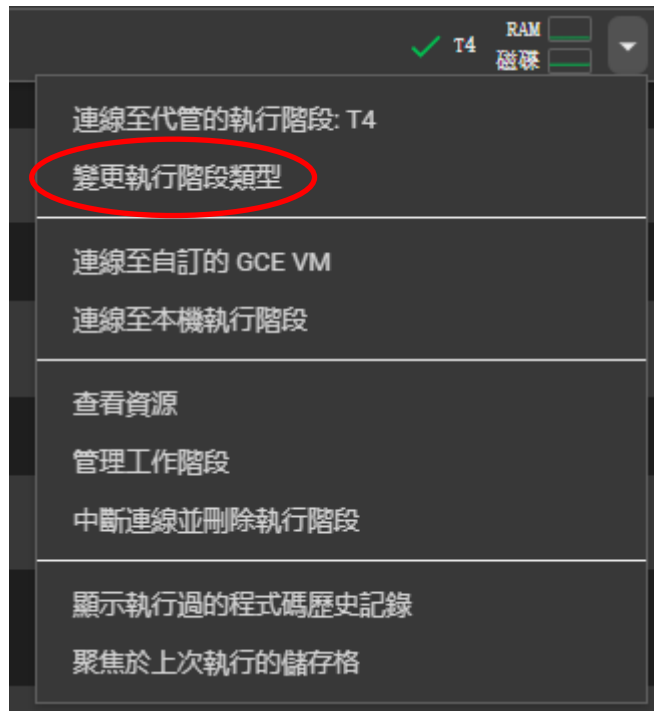 T4 RAM
磁碟
連線至代管的執行階段: T4
變更執行階段類型
連線至自訂的 GCE VM
連線至本機執行階段
查看資源
管理工作階段
中斷連線並刪除執行階段
顯示執行過的程式碼歷史記錄
聚焦於上次執行的儲存格